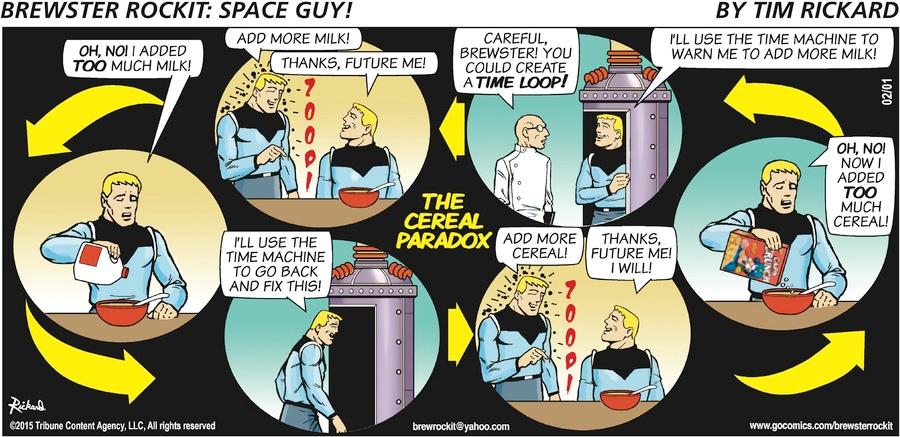 BREWSTER ROCKIT: SPACE GUY!
BY TIM RICKARD
OH, NO! I ADDED
TOO MUCH MILK!
I'LL USE THE
TIME MACHINE
TO GO BACK
AND FIX THIS!
ADD MORE
CEREAL!
THANKS,
FUTURE ME!
I WILL!
POOOP!
OH, NO!
NOW I
ADDED
TOO
MUCH
CEREAL!
I'LL USE THE TIME MACHINE TO
WARN ME TO ADD MORE MILK!
CAREFUL,
BREWSTER! YOU
COULD CREATE
A TIME LOOP!
ADD MORE MILK!
THANKS, FUTURE ME!
POOOP!
THE
CEREAL
PARADOX
02/01
Rickard
©2015 Tribune Content Agency, LLC, All rights reserved
brewrockit@yahoo.com
www.gocomics.com/brewsterrockit